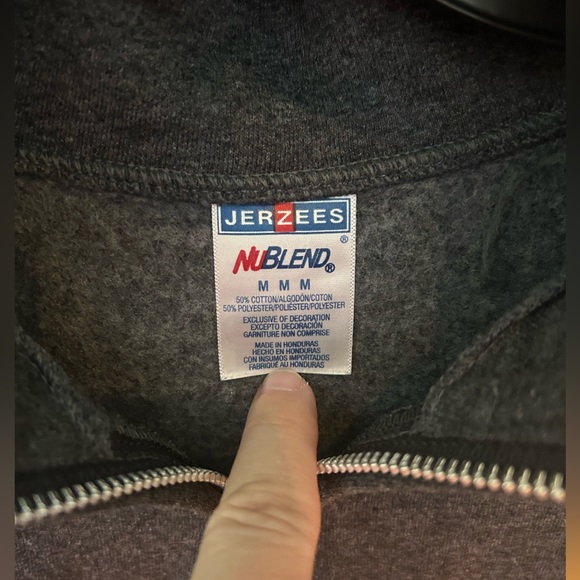 JERZEES
®
NUBLEND®
M M M
50% COTTON/ALGODÓN/COTON
50% POLYESTER/POLIÉSTER/POLYESTER
EXCLUSIVE OF DECORATION
EXCEPTO DECORACIÓN
GARNITURE NON COMPRISE
MADE IN HONDURAS
HECHO EN HONDURAS
CON INSUMOS IMPORTADOS
FABRIQUÉ AU HONDURAS